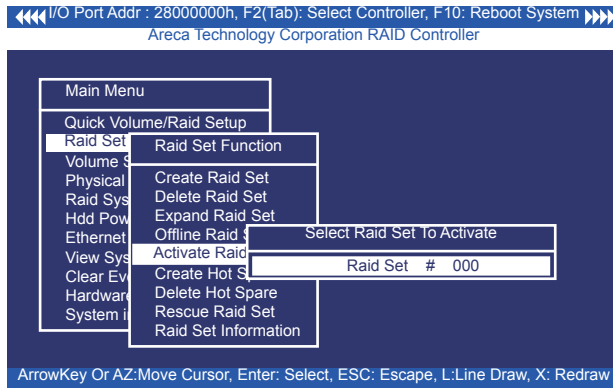 I/O Port Addr : 28000000h, F2(Tab): Select Controller, F10: Reboot System
Areca Technology Corporation RAID Controller
Main Menu
Quick Volume/Raid Setup
Raid Set
Volume S
Physical
Raid Sys
Hdd Pow
Ethernet
View Sys
Clear Ev
Hardware
System i
Raid Set Function
Create Raid Set
Delete Raid Set
Expand Raid Set
Offline Raid S
Activate Raid
Create Hot Sp
Delete Hot Spare
Rescue Raid Set
Raid Set Information
Select Raid Set To Activate
Raid Set # 000
ArrowKey Or AZ:Move Cursor, Enter: Select, ESC: Escape, L:Line Draw, X: Redraw